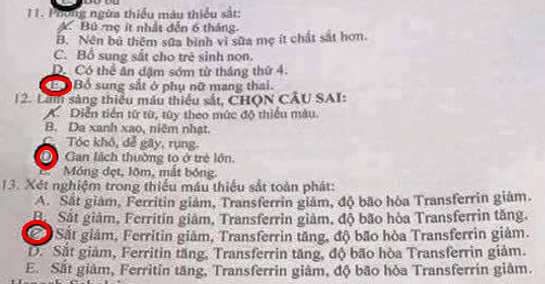 11. Phòng ngừa thiếu máu thiếu sắt:
A. Bú mẹ ít nhất đến 6 tháng.
B. Nên bú thêm sữa bình vì sữa mẹ ít chất sắt hơn.
C. Bổ sung sắt cho trẻ sinh non.
D. Có thể ăn dặm sớm từ tháng thứ 4.
E. Bổ sung sắt ở phụ nữ mang thai.
12. Lâm sàng thiếu máu thiếu sắt, CHỌN CÂU SAI:
A. Diễn tiến từ từ, tùy theo mức độ thiếu máu.
B. Da xanh xao, niêm nhạt.
C. Tóc khô, dễ gãy, rụng.
D. Gan lách thường to ở trẻ lớn.
E. Móng dẹt, lõm, mất bóng.
13. Xét nghiệm trong thiếu máu thiếu sắt toàn phát:
A. Sắt giảm, Ferritin giảm, Transferrin giảm, độ bão hòa Transferrin giảm.
B. Sắt giảm, Ferritin giảm, Transferrin giảm, độ bão hòa Transferrin tăng.
C. Sắt giảm, Ferritin giảm, Transferrin tăng, độ bão hòa Transferrin giảm.
D. Sắt giảm, Ferritin tăng, Transferrin tăng, độ bão hòa Transferrin giảm.
E. Sắt giảm, Ferritin tăng, Transferrin giảm, độ bão hòa Transferrin giảm.